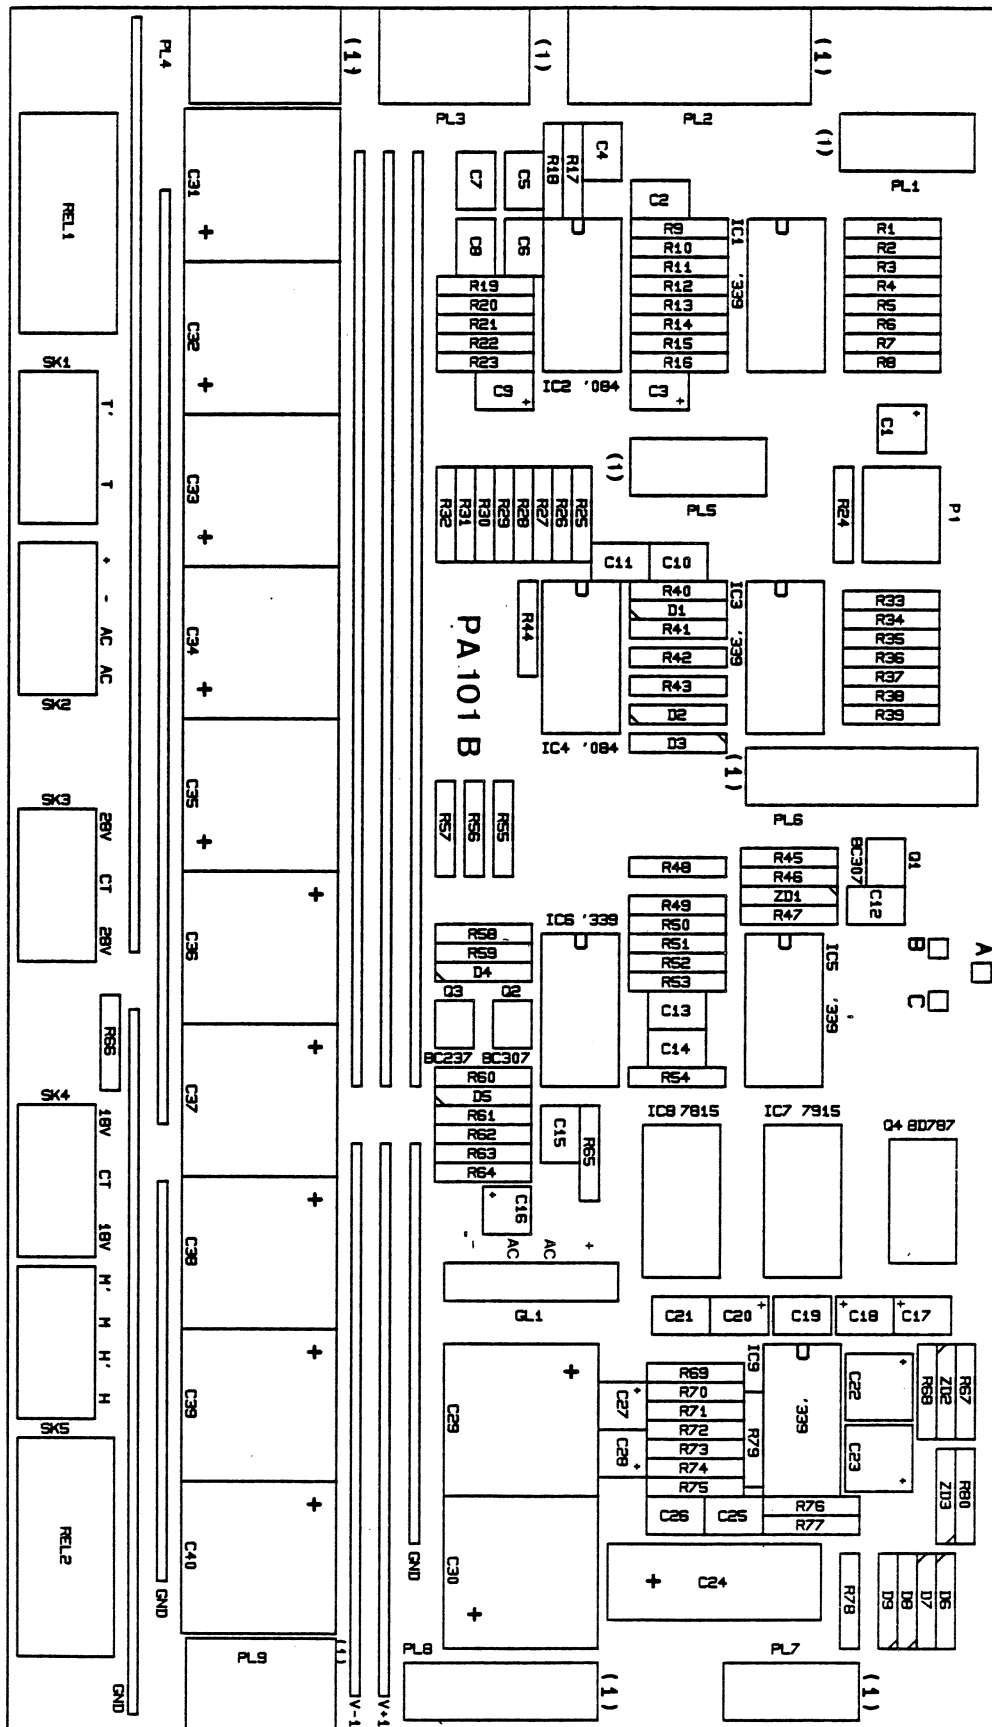 PL4
(1)
(1)
(1)
PL3
PL2
(1)
PL1
REL1
C31
+
C7
C5
R18
R17
C4
C2
C8
C6
R9
R10
R11
R12
R13
R14
R15
R16
IC1 '339
R1
R2
R3
R4
R5
R6
R7
R8
R19
R20
R21
R22
R23
C9
+
IC2 '084
C3
+
C32
+
SK1
T'
T
C1
+
C33
+
R32
R31
R30
R29
R28
R27
R26
R25
(1)
PL5
R24
P1
C11
C10
+
-
AC
AC
SK2
C34
+
PA101B
R44
R40
D1
R41
R42
R43
D2
D3
IC3 '339
IC4 '084
R33
R34
R35
R36
R37
R38
R39
(1)
PL6
SK3
28V
CT
28V
C35
+
R57
R56
R55
R48
R45
R46
ZD1
R47
BC307
Q1
C12
C36
+
R58
R59
D4
Q3
Q2
BC237
BC307
IC6 '339
R49
R50
R51
R52
R53
C13
C14
R54
IC5 '339
B
A
C
R66
SK4
18V
CT
18V
C37
+
R60
D5
R61
R62
R63
R64
C15
R65
C16
+
IC8 7815
IC7 7915
Q4 BD787
C38
+
-
AC
AC
+
GL1
M'
M
H'
H
SK5
C21
C20
+
C19
+
C18
+
C17
C39
+
C29
+
C27
+
C28
+
R69
R70
R71
R72
R73
R74
R75
IC9
'339
R79
C22
+
C23
+
R68
ZD2
R67
ZD3
R80
REL2
C40
+
GND
GND
GND
C30
+
C26
C25
R76
R77
+
C24
R78
D9
D8
D7
D6
PL9
(1)
V-1
V+1
PL8
(1)
PL7
(1)